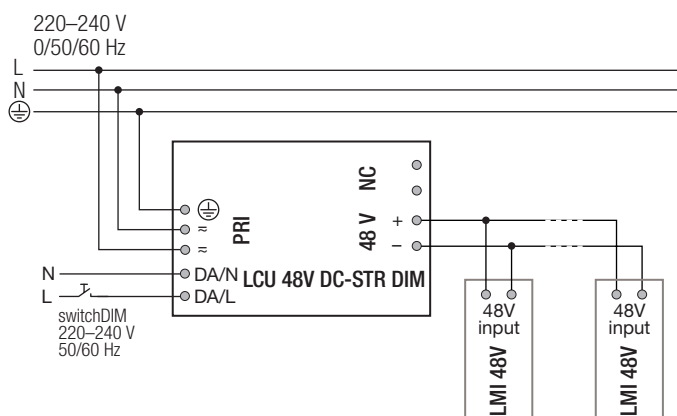 220–240 V
0/50/60 Hz
L
N
NC
PRI
≂
≂
48 V
+
−
N
DA/N
LCU 48V DC-STR DIM
L
DA/L
switchDIM
220–240 V
50/60 Hz
48V
input
LMI 48V
48V
input
LMI 48V